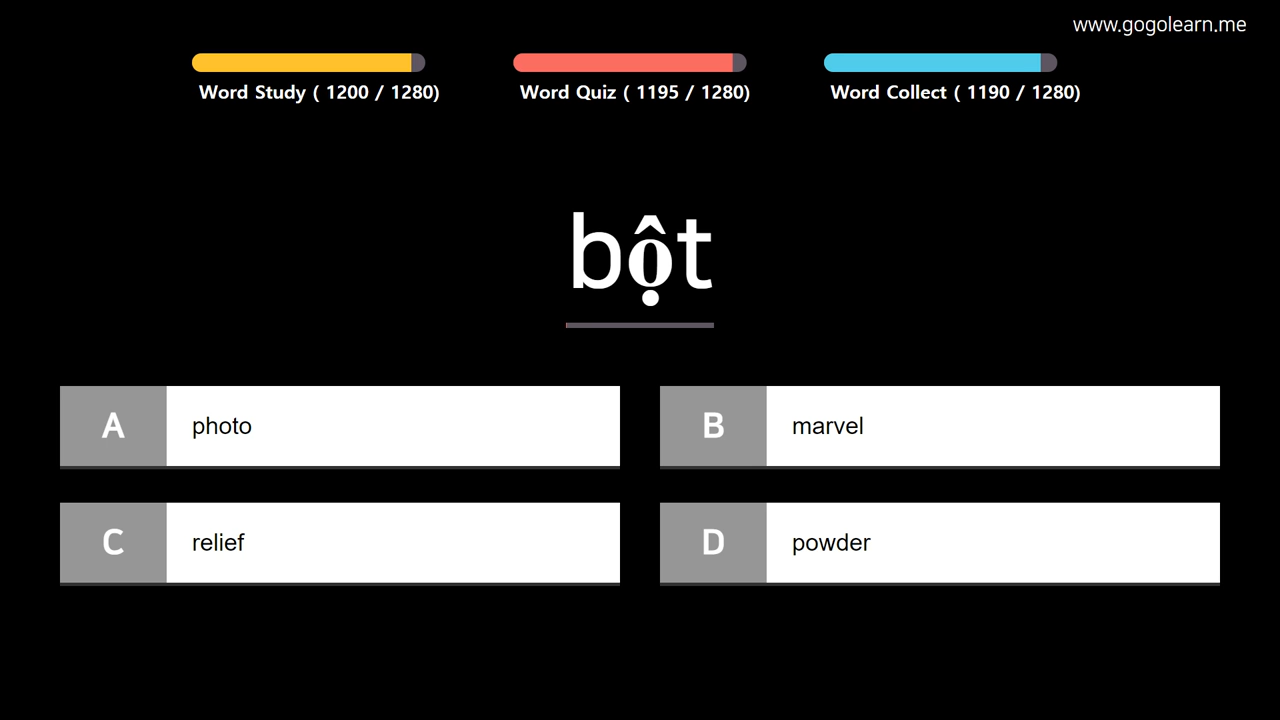 www.gogolearn.me
Word Study ( 1200 / 1280)
Word Quiz ( 1195 / 1280)
Word Collect ( 1190 / 1280)
bột
A photo
B marvel
C relief
D powder